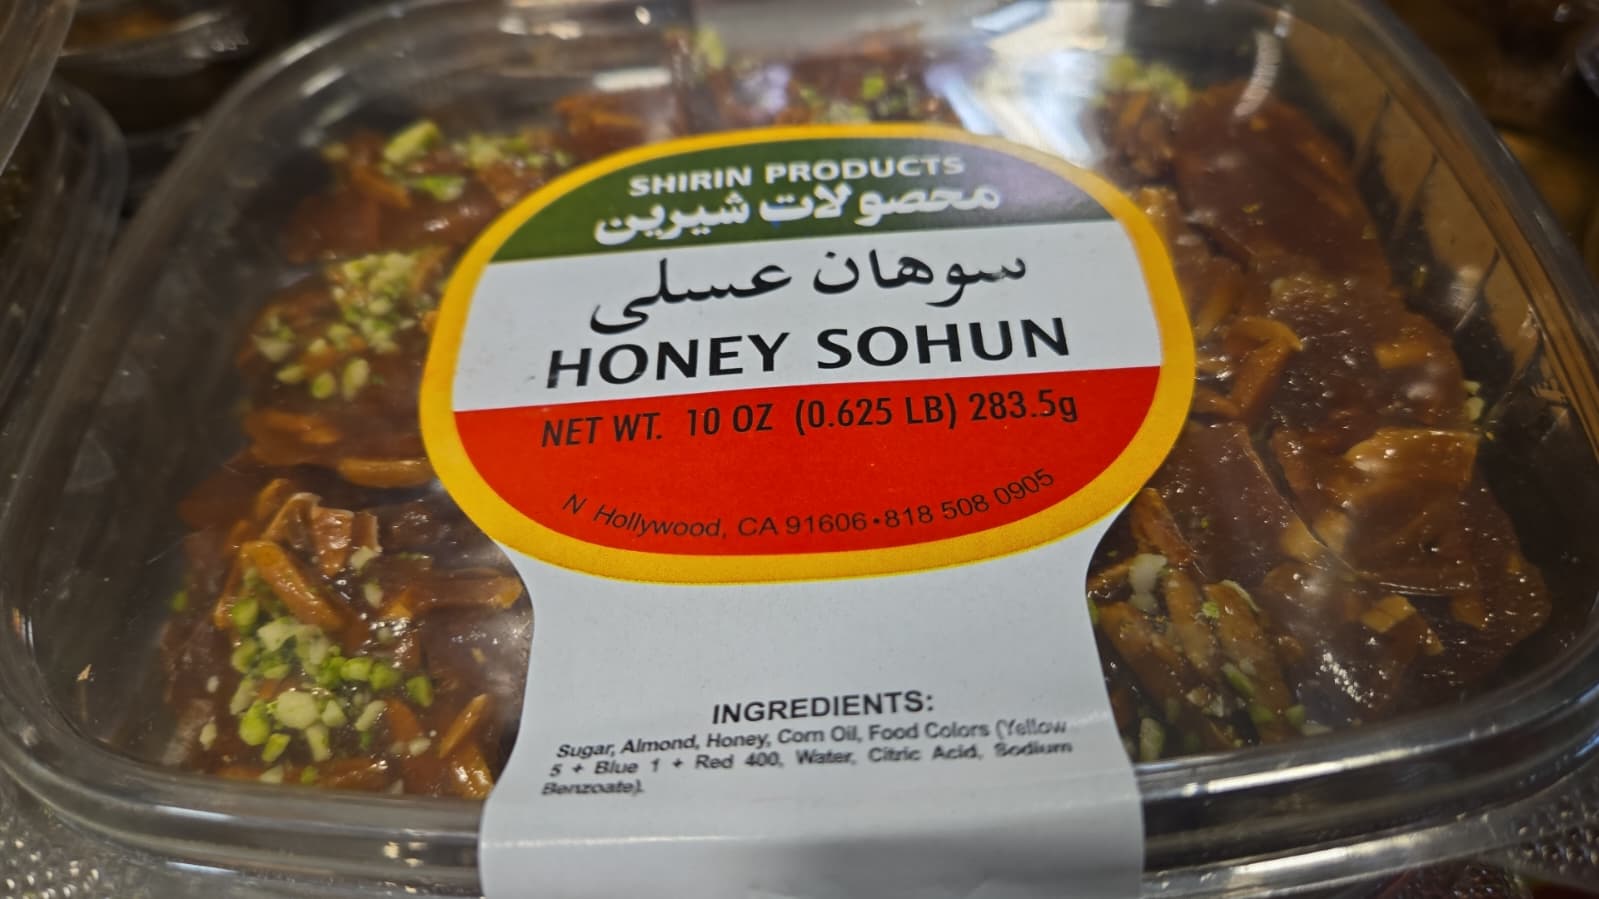 SHIRIN PRODUCTS
محصولات شیرین
سوهان عسلی
HONEY SOHUN
NET WT. 10 OZ (0.625 LB) 283.5g
N Hollywood, CA 91606•818 508 0905
INGREDIENTS:
Sugar, Almond, Honey, Corn Oil, Food Colors (Yellow
5 + Blue 1 + Red 400, Water, Citric Acid, Sodium
Benzoate).